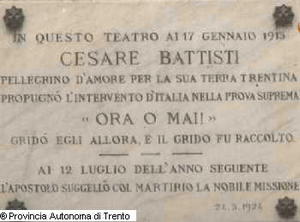 IN QUESTO TEATRO AI 17 GENNAIO 1915
CESARE BATTISTI
PELLEGRINO D'AMORE PER LA SUA TERRA TRENTINA
PROPUGNÒ L'INTERVENTO D'ITALIA NELLA PROVA SUPREMA
« ORA O MAI! »
GRIDÒ EGLI ALLORA, E IL GRIDO FU RACCOLTO.
AI 12 LUGLIO DELL'ANNO SEGUENTE
L'APOSTOLO SUGGELLÒ COL MARTIRIO LA NOBILE MISSIONE
24.5.1924
© Provincia Autonoma di Trento